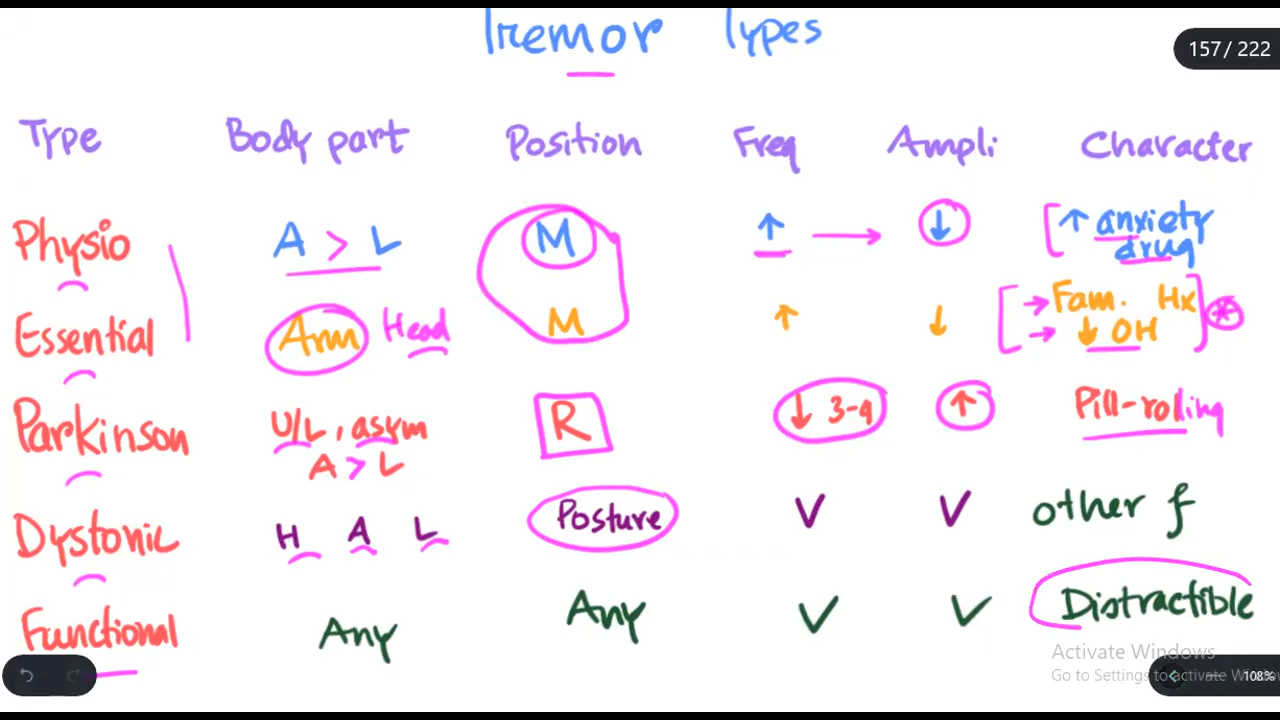 Tremor Types
157 / 222
Type Body part Position Freq Ampli Character
Physio A > L M ↑ → ↓ [ ↑ anxiety
drug
Essential Arm Head M ↑ ↓ [ → Fam. Hx ] *
→ ↓ OH
Parkinson U/L, asym R ↓ 3-4 ↑ Pill-roling
A > L
Dystonic H A L Posture V V other f
Functional Any Any V V Distractible
Activate Windows
Go to Settings to activate Windows
108%